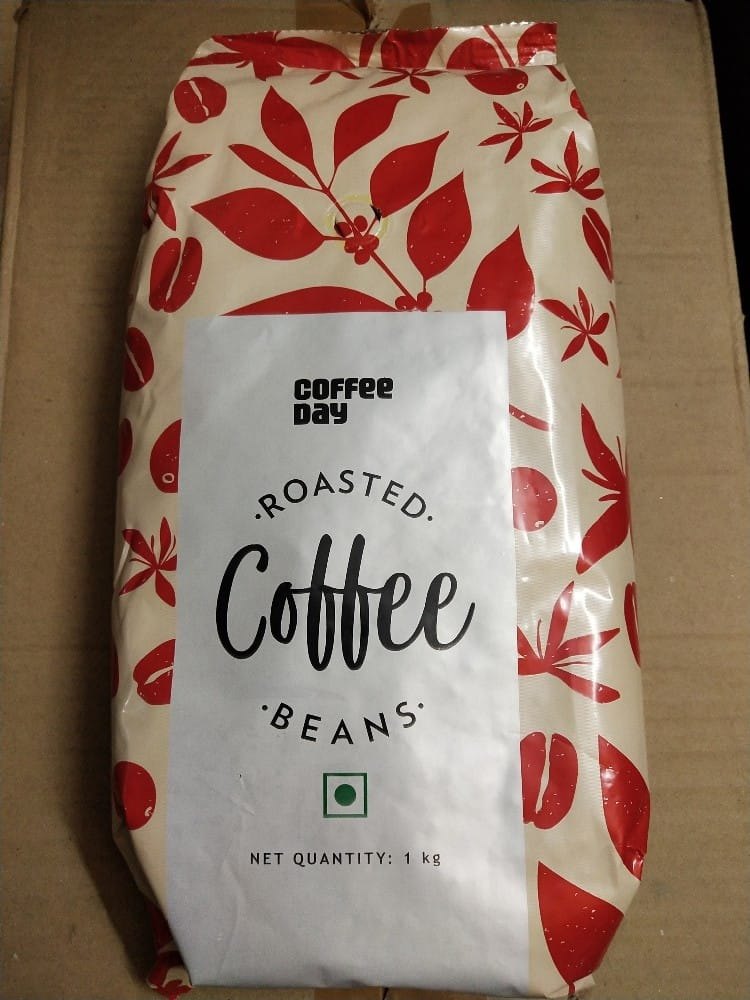 COFFEE
DAY
·ROASTED·
Coffee
·BEANS·
NET QUANTITY: 1 kg